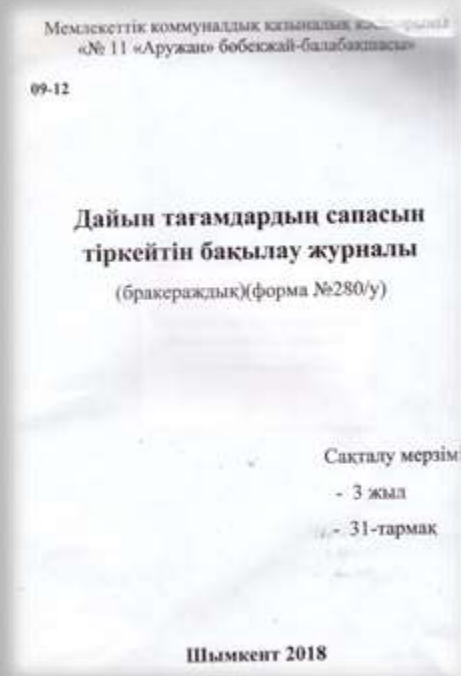 Мемлекеттік коммуналдық қазыналық
«№ 11 «Аружан» бөбекжай-балабақшасы»
09-12
Дайын тағамдардың сапасын
тіркейтін бақылау журналы
(бракераждық)(форма №280/у)
Сақталу мерзімі
- 3 жыл
- 31-тармақ
Шымкент 2018